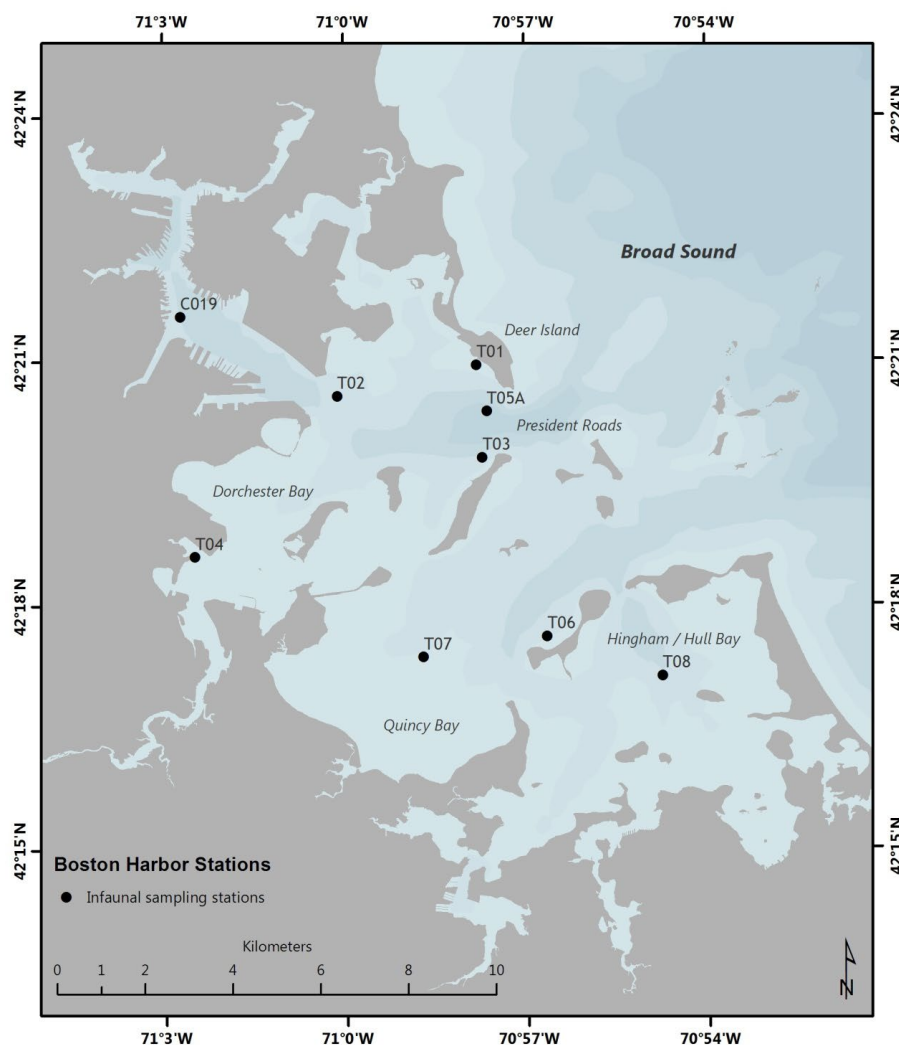 71°3'W 71°0'W 70°57'W 70°54'W
42°24'N 42°24'N
Broad Sound
C019
Deer Island
42°21'N 42°21'N
T01
T02
T05A
President Roads
T03
Dorchester Bay
T04
42°18'N 42°18'N
T06
Hingham / Hull Bay
T07
T08
Quincy Bay
42°15'N 42°15'N
Boston Harbor Stations
Infaunal sampling stations
Kilometers
0 1 2 4 6 8 10
N
71°3'W 71°0'W 70°57'W 70°54'W